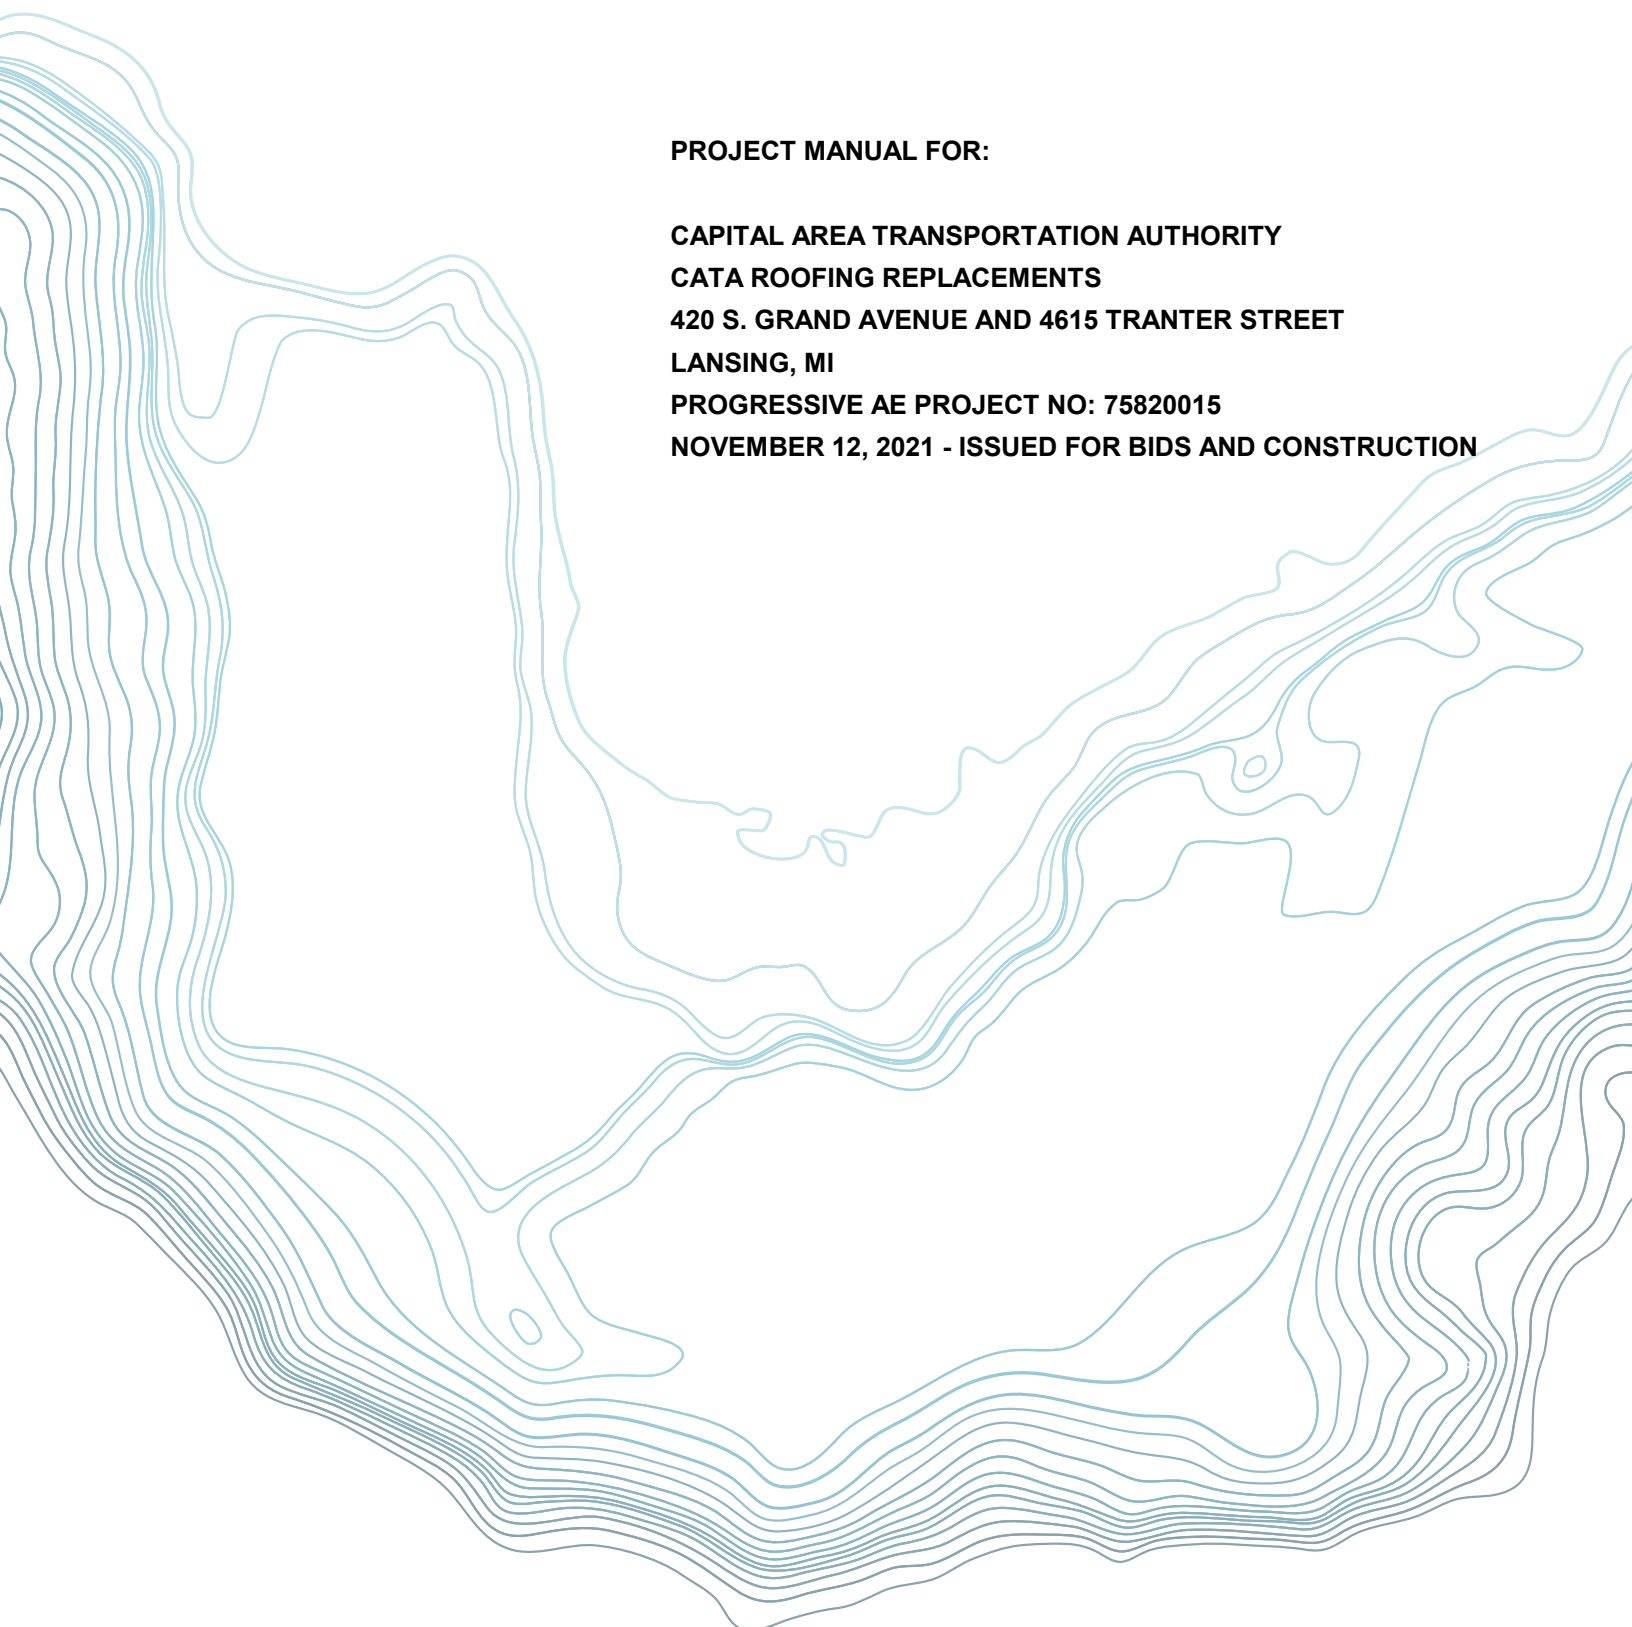 PROJECT MANUAL FOR:
CAPITAL AREA TRANSPORTATION AUTHORITY
CATA ROOFING REPLACEMENTS
420 S. GRAND AVENUE AND 4615 TRANTER STREET
LANSING, MI
PROGRESSIVE AE PROJECT NO: 75820015
NOVEMBER 12, 2021 - ISSUED FOR BIDS AND CONSTRUCTION